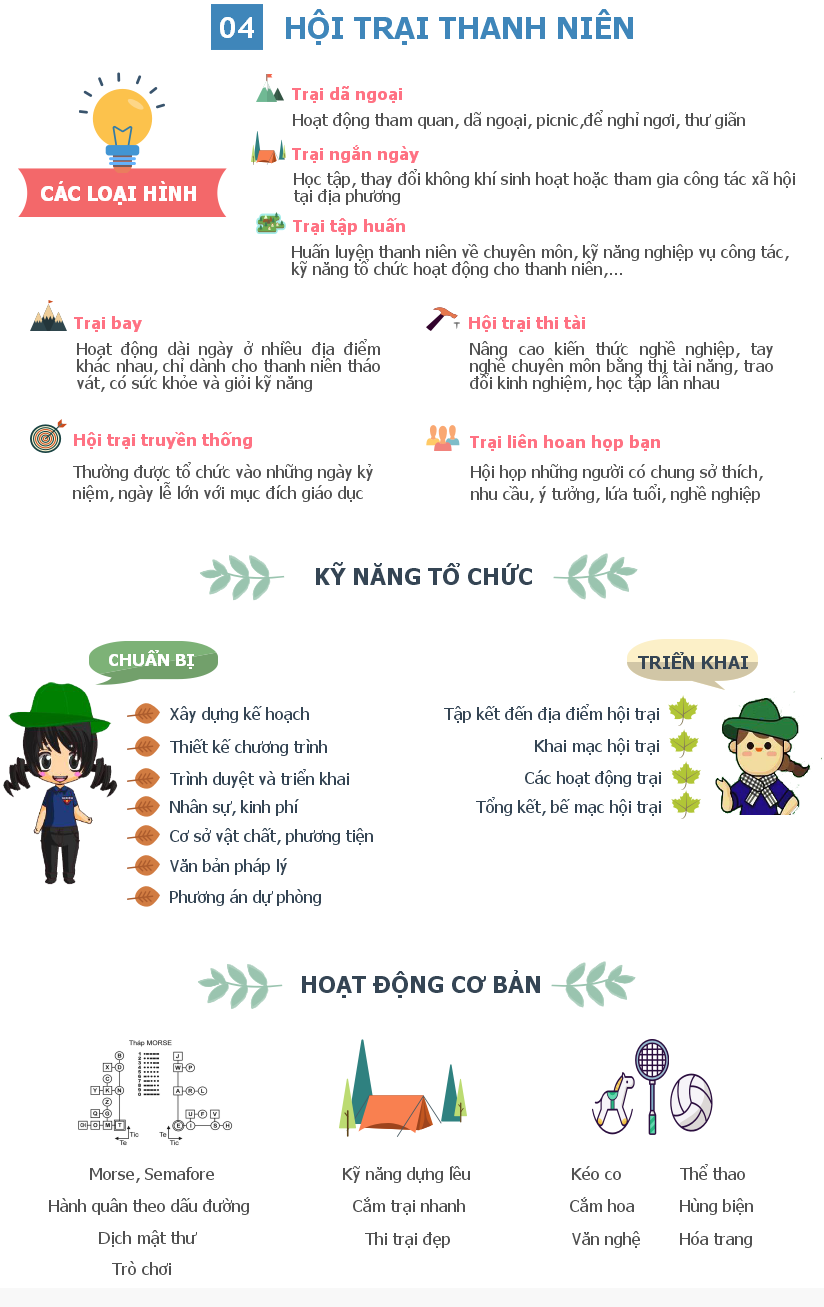 04 HỘI TRẠI THANH NIÊN
CÁC LOẠI HÌNH
Trại dã ngoại
Hoạt động tham quan, dã ngoại, picnic,để nghỉ ngơi, thư giãn
Trại ngắn ngày
Học tập, thay đổi không khí sinh hoạt hoặc tham gia công tác xã hội
tại địa phương
Trại tập huấn
Huấn luyện thanh niên về chuyên môn, kỹ năng nghiệp vụ công tác,
kỹ năng tổ chức hoạt động cho thanh niên,...
Trại bay
Hoạt động dài ngày ở nhiều địa điểm
khác nhau, chỉ dành cho thanh niên tháo
vát, có sức khỏe và giỏi kỹ năng
Hội trại thi tài
Nâng cao kiến thức nghề nghiệp, tay
nghề chuyên môn bằng thi tài năng, trao
đổi kinh nghiệm, học tập lẫn nhau
Hội trại truyền thống
Thường được tổ chức vào những ngày kỷ
niệm, ngày lễ lớn với mục đích giáo dục
Trại liên hoan họp bạn
Hội họp những người có chung sở thích,
nhu cầu, ý tưởng, lứa tuổi, nghề nghiệp
KỸ NĂNG TỔ CHỨC
CHUẨN BỊ
Xây dựng kế hoạch
Thiết kế chương trình
Trình duyệt và triển khai
Nhân sự, kinh phí
Cơ sở vật chất, phương tiện
Văn bản pháp lý
Phương án dự phòng
TRIỂN KHAI
Tập kết đến địa điểm hội trại
Khai mạc hội trại
Các hoạt động trại
Tổng kết, bế mạc hội trại
HOẠT ĐỘNG CƠ BẢN
Tháp MORSE
B J
X D W P
C
Y K N A R L
Z
Q G U F V
M T E I S H
Tic Te
Te Tic
Morse, Semafore
Hành quân theo dấu đường
Dịch mật thư
Trò chơi
Kỹ năng dựng lều
Cắm trại nhanh
Thi trại đẹp
Kéo co Thể thao
Cắm hoa Hùng biện
Văn nghệ Hóa trang